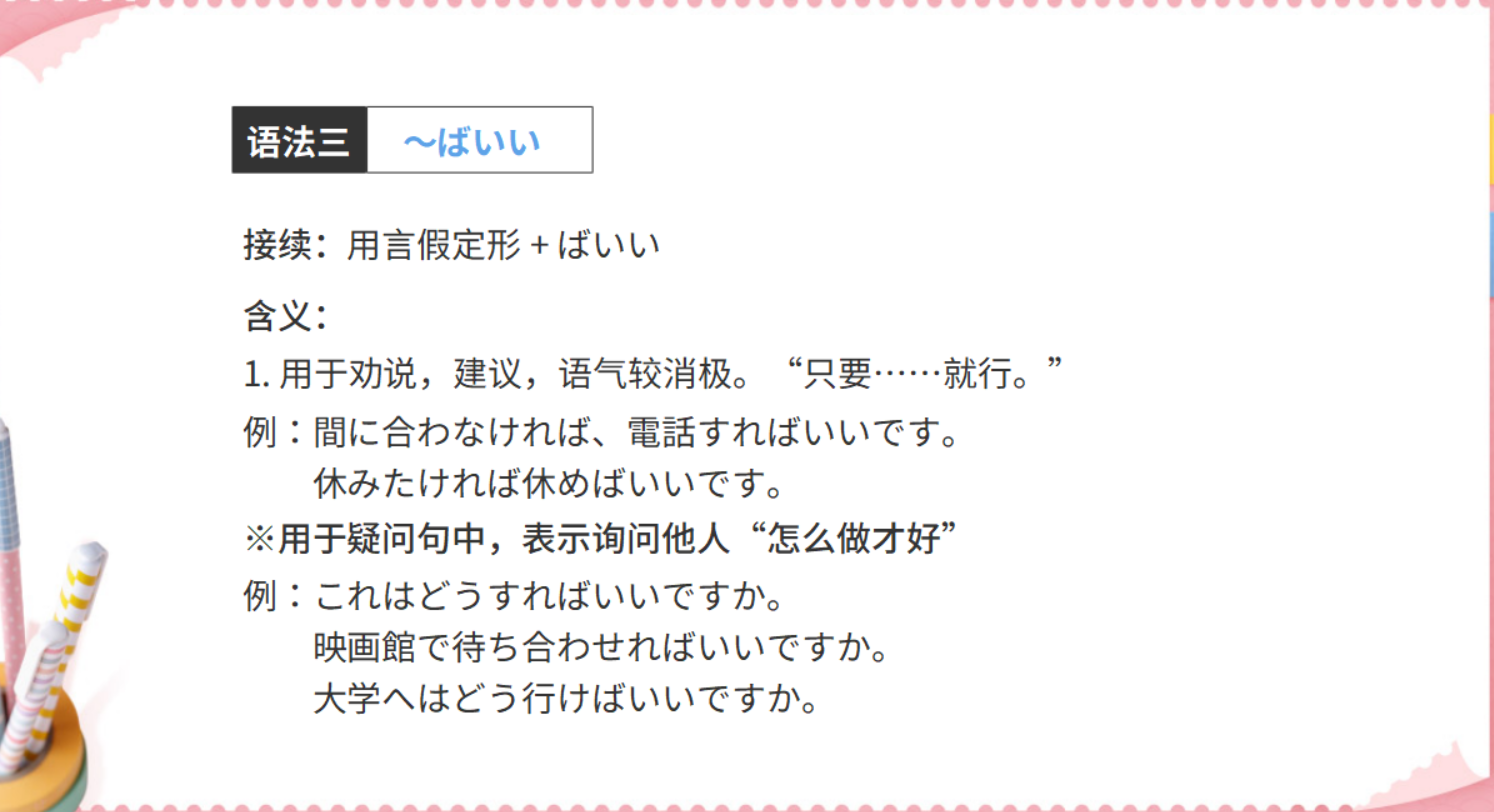 语法三 ～ばいい
接续：用言假定形 + ばいい
含义：
1. 用于劝说，建议，语气较消极。“只要……就行。”
例：間に合わなければ、電話すればいいです。
休みたければ休めばいいです。
※用于疑问句中，表示询问他人“怎么做才好”
例：これはどうすればいいですか。
映画館で待ち合わせればいいですか。
大学へはどう行けばいいですか。